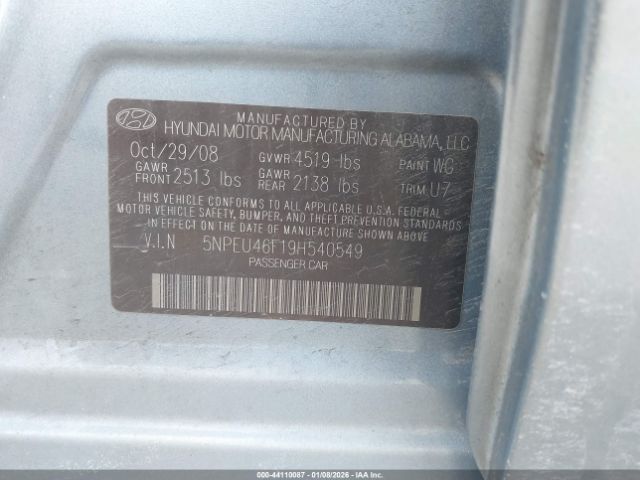 MANUFACTURED BY
HYUNDAI MOTOR MANUFACTURING ALABAMA, LLC
Oct/29/08 GVWR 4519 lbs PAINT WG
GAWR FRONT 2513 lbs GAWR REAR 2138 lbs TRIM U7
THIS VEHICLE CONFORMS TO ALL APPLICABLE U.S.A. FEDERAL
MOTOR VEHICLE SAFETY, BUMPER, AND THEFT PREVENTION STANDARDS
IN EFFECT ON THE DATE OF MANUFACTURE SHOWN ABOVE.
V.I.N 5NPEU46F19H540549
PASSENGER CAR
000-44110087 - 01/08/2026 - IAAI.COM